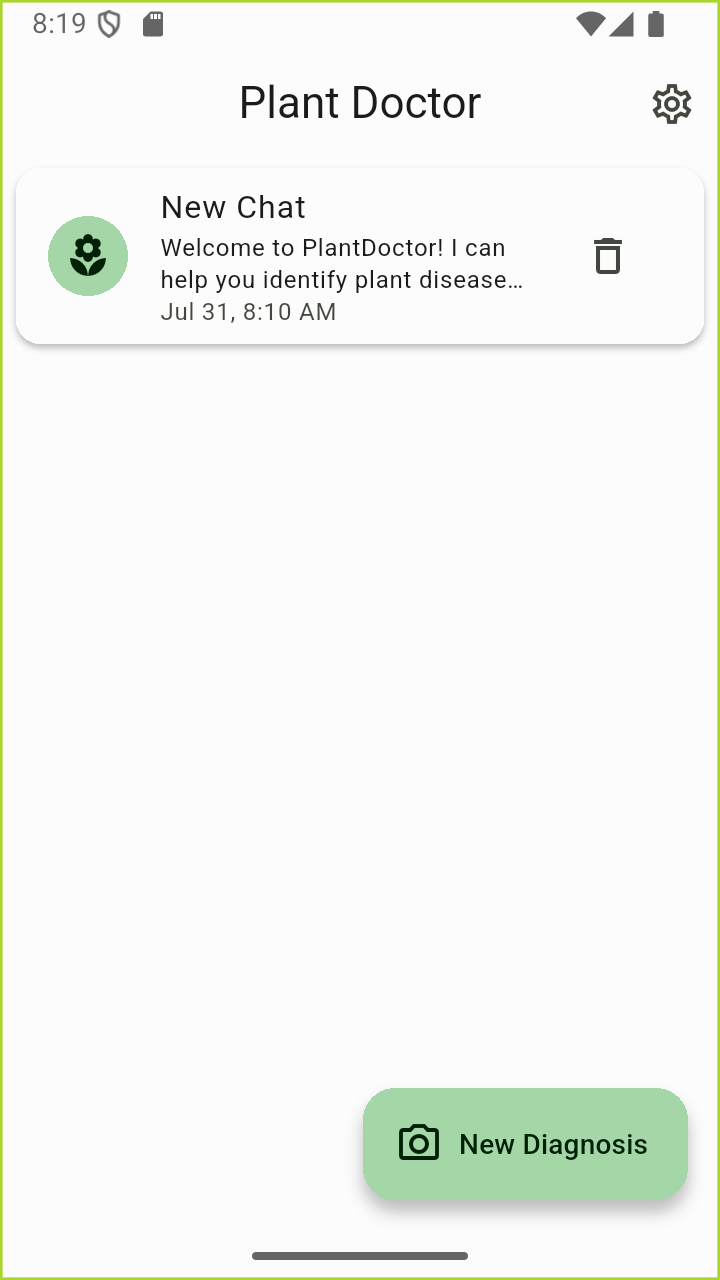 8:19
Plant Doctor
New Chat
Welcome to PlantDoctor! I can
help you identify plant disease…
Jul 31, 8:10 AM
New Diagnosis